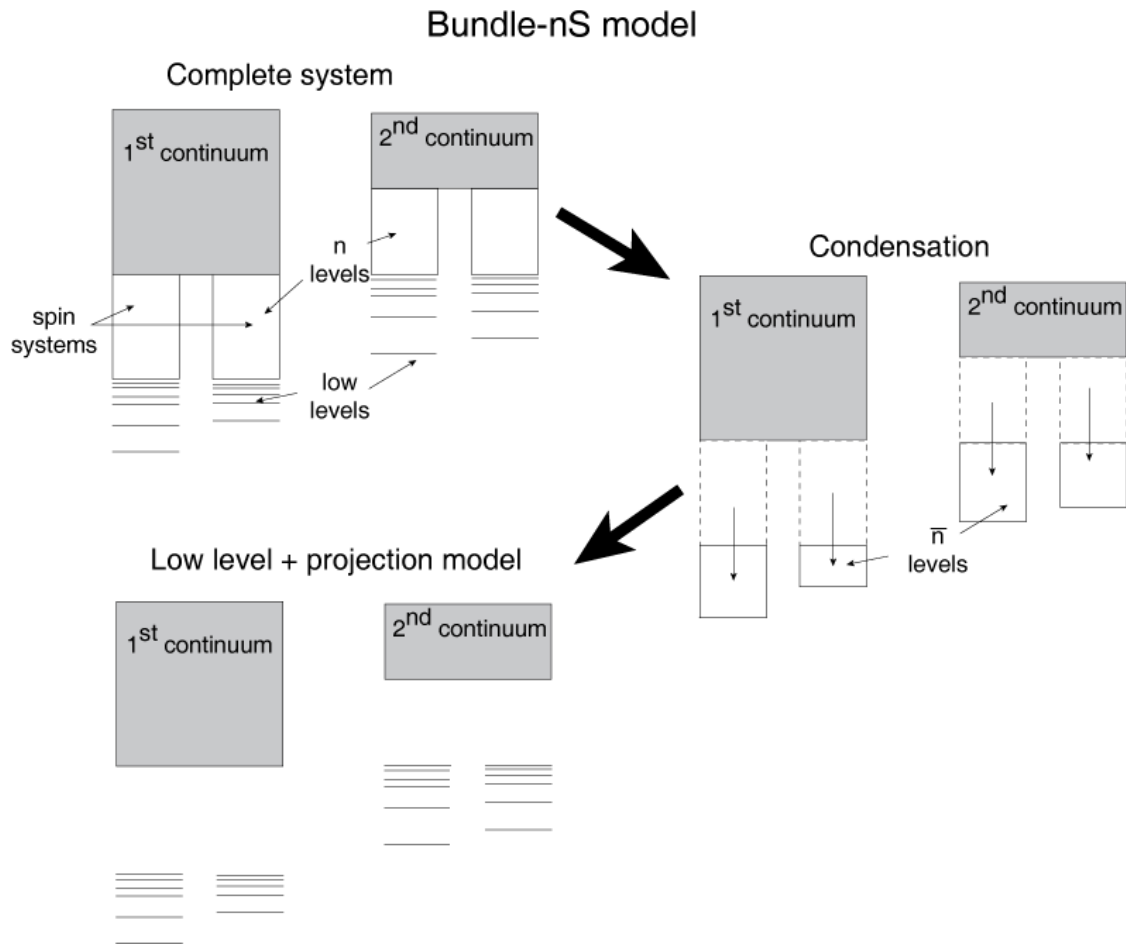 Bundle-nS model
Complete system
1st continuum
2nd continuum
n
levels
spin
systems
low
levels
Condensation
1st continuum
2nd continuum
n̅
levels
Low level + projection model
1st continuum
2nd continuum